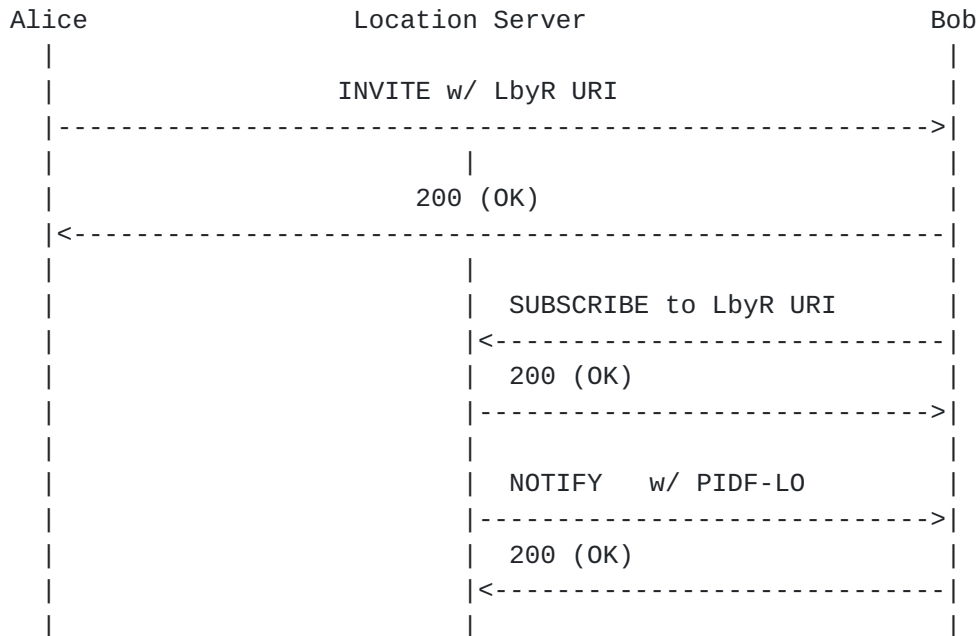 Alice Location Server Bob
INVITE w/ LbyR URI
200 (OK)
SUBSCRIBE to LbyR URI
200 (OK)
NOTIFY w/ PIDF-LO
200 (OK)